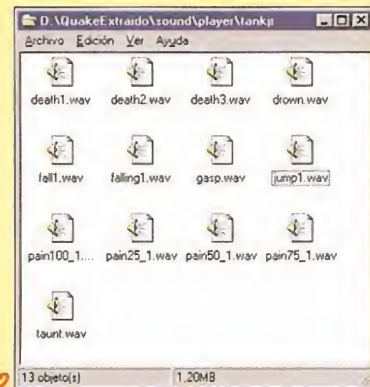 D:\QuakeExtraido\sound\player\tankjr
Archivo Edición Ver Ayuda
death1.wav death2.wav death3.wav drown.wav
fall1.wav falling1.wav gasp.wav jump1.wav
pain100_1.... pain25_1.wav pain50_1.wav pain75_1.wav
taunt.wav
13 objeto(s) 1.20MB